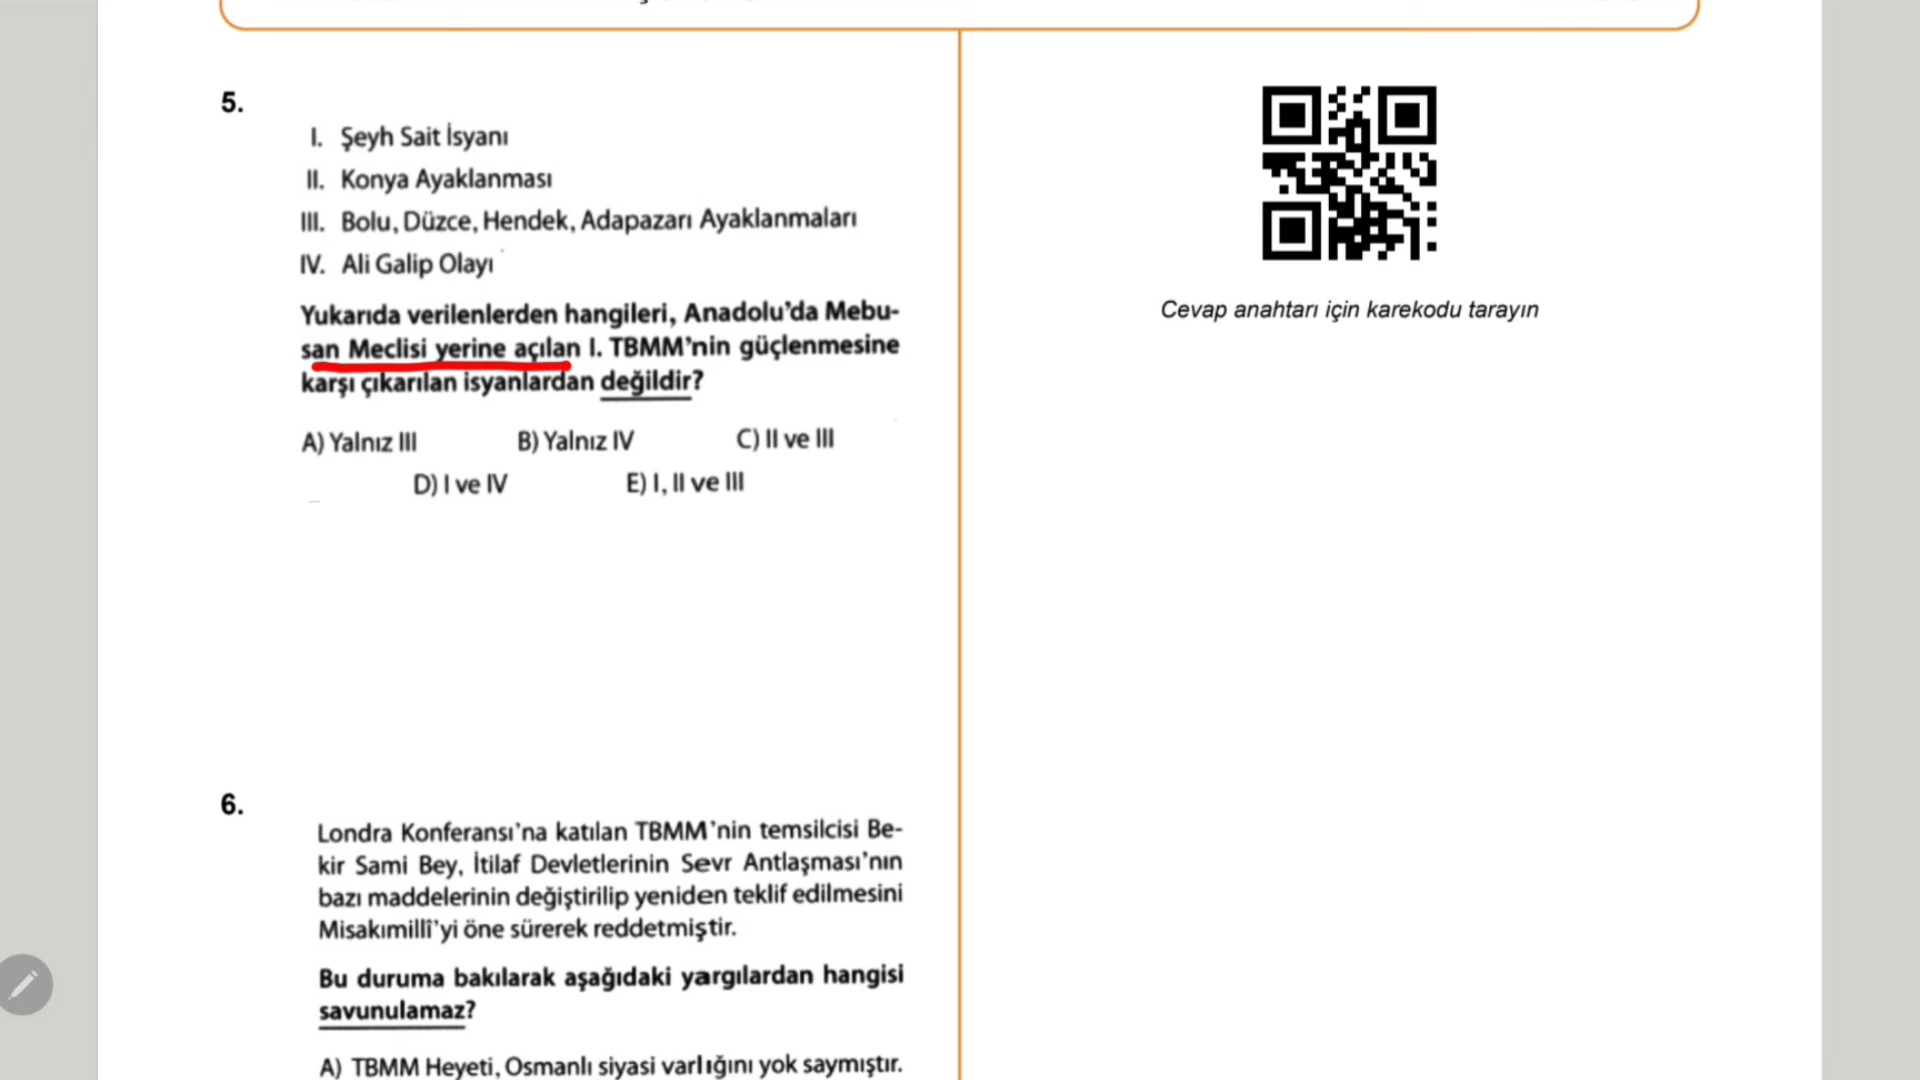 5.
I. Şeyh Sait İsyanı
II. Konya Ayaklanması
III. Bolu, Düzce, Hendek, Adapazarı Ayaklanmaları
IV. Ali Galip Olayı
Yukarıda verilenlerden hangileri, Anadolu'da Mebu-
san Meclisi yerine açılan I. TBMM'nin güçlenmesine
karşı çıkarılan isyanlardan değildir?
A) Yalnız III B) Yalnız IV C) II ve III
D) I ve IV E) I, II ve III
6.
Londra Konferansı'na katılan TBMM'nin temsilcisi Be-
kir Sami Bey, İtilaf Devletlerinin Sevr Antlaşması'nın
bazı maddelerinin değiştirilip yeniden teklif edilmesini
Misakımillî'yi öne sürerek reddetmiştir.
Bu duruma bakılarak aşağıdaki yargılardan hangisi
savunulamaz?
A) TBMM Heyeti, Osmanlı siyasi varlığını yok saymıştır.
Cevap anahtarı için karekodu tarayın